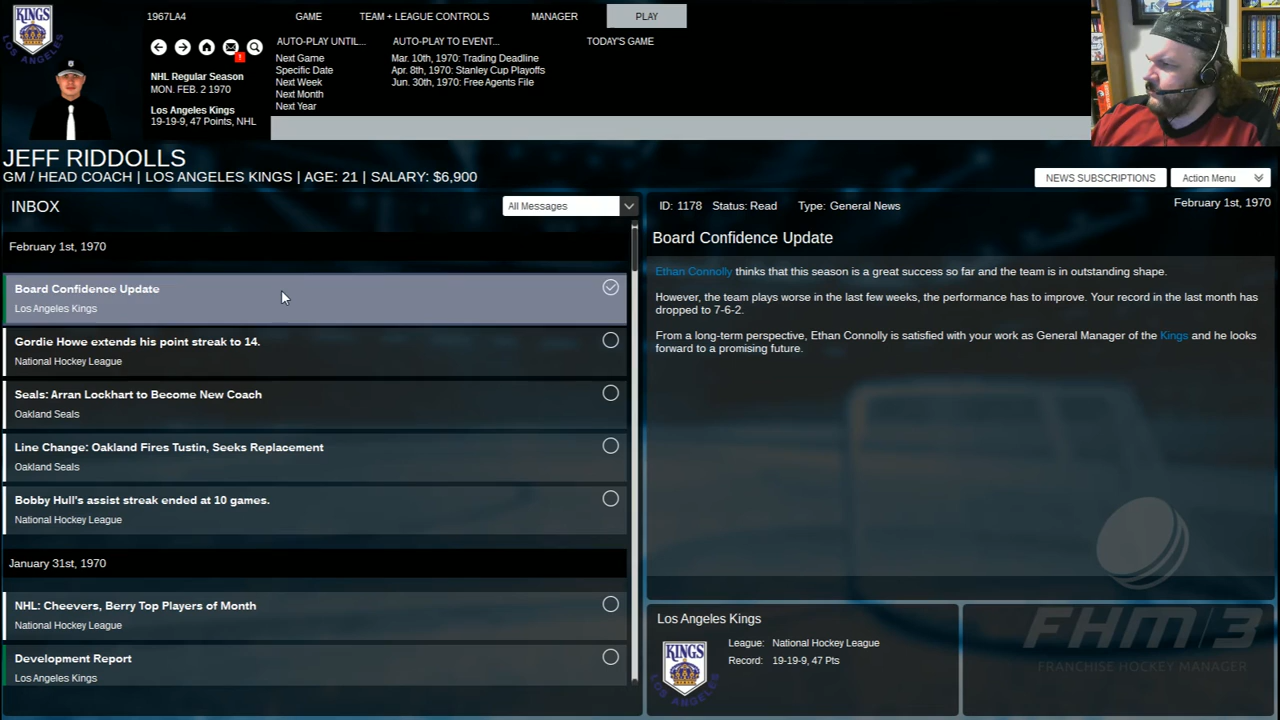 KINGS
LOS ANGELES
1967LA4
GAME
TEAM + LEAGUE CONTROLS
MANAGER
PLAY
AUTO-PLAY UNTIL...
AUTO-PLAY TO EVENT...
TODAY'S GAME
Next Game
Specific Date
Next Week
Next Month
Next Year
Mar. 10th, 1970: Trading Deadline
Apr. 8th, 1970: Stanley Cup Playoffs
Jun. 30th, 1970: Free Agents File
NHL Regular Season
MON. FEB. 2 1970
Los Angeles Kings
19-19-9, 47 Points, NHL
JEFF RIDDOLLS
GM / HEAD COACH | LOS ANGELES KINGS | AGE: 21 | SALARY: $6,900
NEWS SUBSCRIPTIONS
Action Menu
INBOX
All Messages
February 1st, 1970
Board Confidence Update
Los Angeles Kings
Gordie Howe extends his point streak to 14.
National Hockey League
Seals: Arran Lockhart to Become New Coach
Oakland Seals
Line Change: Oakland Fires Tustin, Seeks Replacement
Oakland Seals
Bobby Hull's assist streak ended at 10 games.
National Hockey League
January 31st, 1970
NHL: Cheevers, Berry Top Players of Month
National Hockey League
Development Report
Los Angeles Kings
ID: 1178 Status: Read Type: General News
February 1st, 1970
Board Confidence Update
Ethan Connolly thinks that this season is a great success so far and the team is in outstanding shape.
However, the team plays worse in the last few weeks, the performance has to improve. Your record in the last month has
dropped to 7-6-2.
From a long-term perspective, Ethan Connolly is satisfied with your work as General Manager of the Kings and he looks
forward to a promising future.
Los Angeles Kings
KINGS
LOS ANGELES
League: National Hockey League
Record: 19-19-9, 47 Pts
FHM|3
FRANCHISE HOCKEY MANAGER